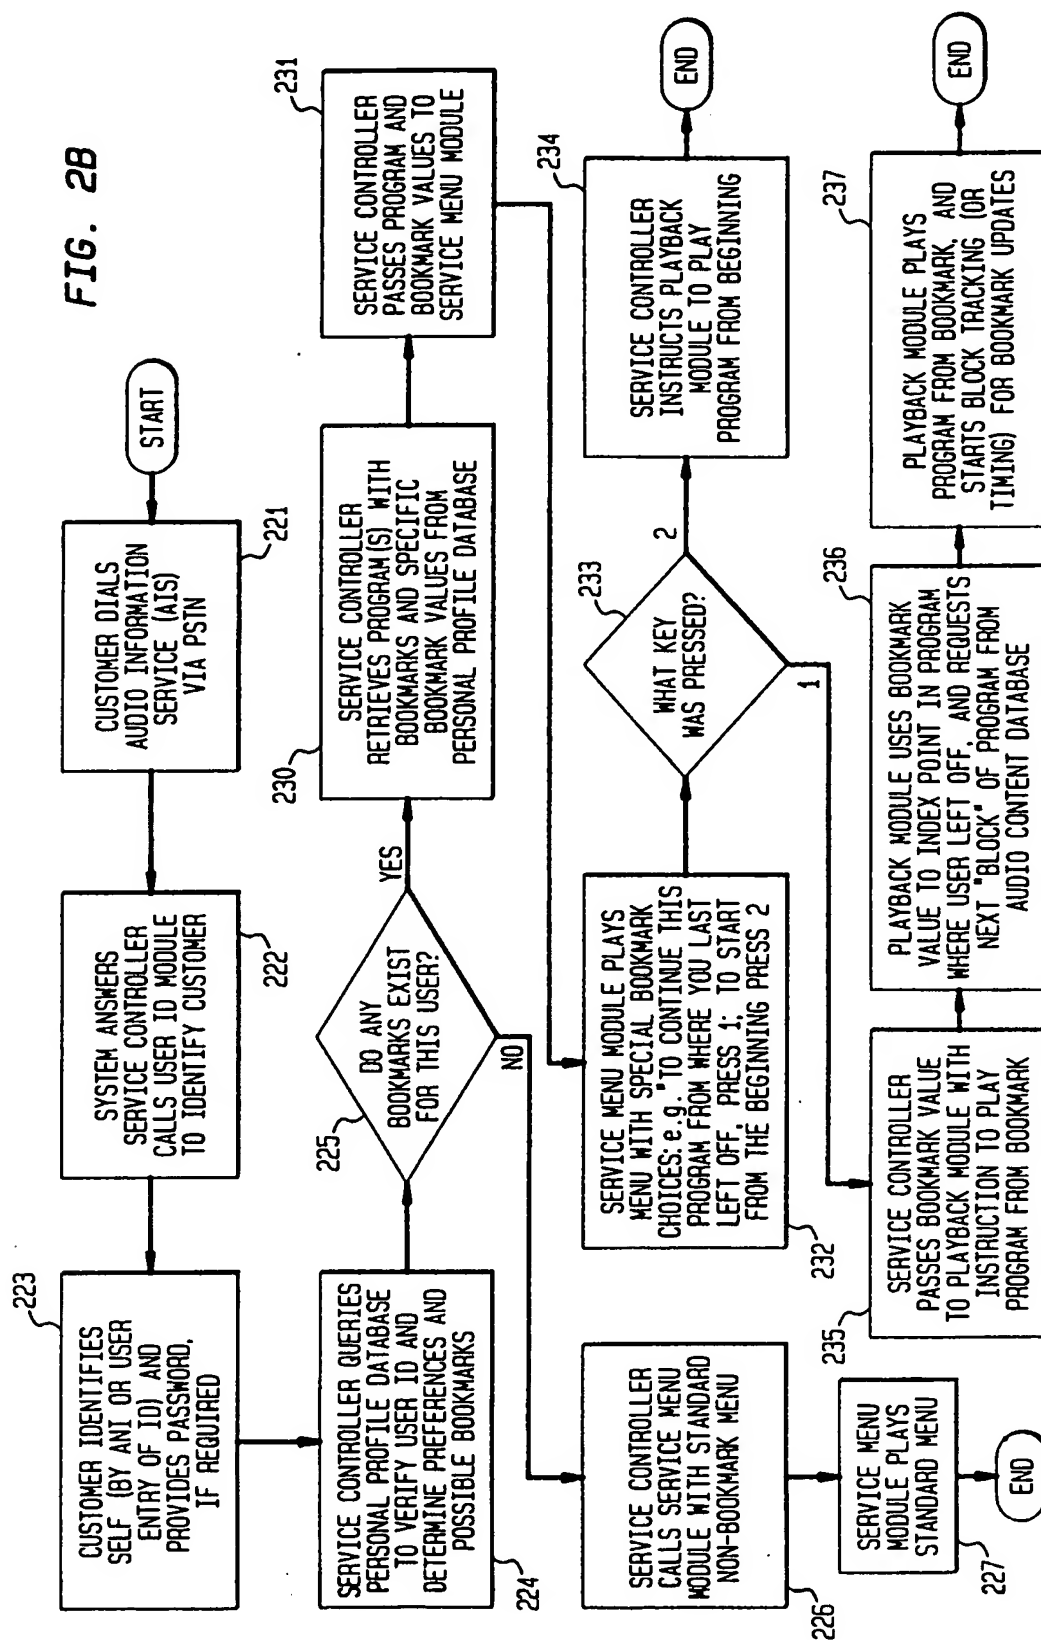 FIG. 2B
START
CUSTOMER DIALS
AUDIO INFORMATION
SERVICE (AIS)
VIA PSTN
221
SYSTEM ANSWERS
SERVICE CONTROLLER
CALLS USER ID MODULE
TO IDENTIFY CUSTOMER
222
223
CUSTOMER IDENTIFIES
SELF (BY ANI OR USER
ENTRY OF ID) AND
PROVIDES PASSWORD,
IF REQUIRED
SERVICE CONTROLLER QUERIES
PERSONAL PROFILE DATABASE
TO VERIFY USER ID AND
DETERMINE PREFERENCES AND
POSSIBLE BOOKMARKS
224
225
DO ANY
BOOKMARKS EXIST
FOR THIS USER?
YES
NO
230
SERVICE CONTROLLER
RETRIEVES PROGRAM(S) WITH
BOOKMARKS AND SPECIFIC
BOOKMARK VALUES FROM
PERSONAL PROFILE DATABASE
231
SERVICE CONTROLLER
PASSES PROGRAM AND
BOOKMARK VALUES TO
SERVICE MENU MODULE
SERVICE CONTROLLER
CALLS SERVICE MENU
MODULE WITH STANDARD
NON-BOOKMARK MENU
226
SERVICE MENU
MODULE PLAYS
STANDARD MENU
227
END
SERVICE MENU MODULE PLAYS
MENU WITH SPECIAL BOOKMARK
CHOICES: e.g. "TO CONTINUE THIS
PROGRAM FROM WHERE YOU LAST
LEFT OFF, PRESS 1; TO START
FROM THE BEGINNING PRESS 2
232
233
WHAT KEY
WAS PRESSED?
2
1
234
SERVICE CONTROLLER
INSTRUCTS PLAYBACK
MODULE TO PLAY
PROGRAM FROM BEGINNING
END
235
SERVICE CONTROLLER
PASSES BOOKMARK VALUE
TO PLAYBACK MODULE WITH
INSTRUCTION TO PLAY
PROGRAM FROM BOOKMARK
236
PLAYBACK MODULE USES BOOKMARK
VALUE TO INDEX POINT IN PROGRAM
WHERE USER LEFT OFF, AND REQUESTS
NEXT "BLOCK" OF PROGRAM FROM
AUDIO CONTENT DATABASE
237
PLAYBACK MODULE PLAYS
PROGRAM FROM BOOKMARK, AND
STARTS BLOCK TRACKING (OR
TIMING) FOR BOOKMARK UPDATES
END